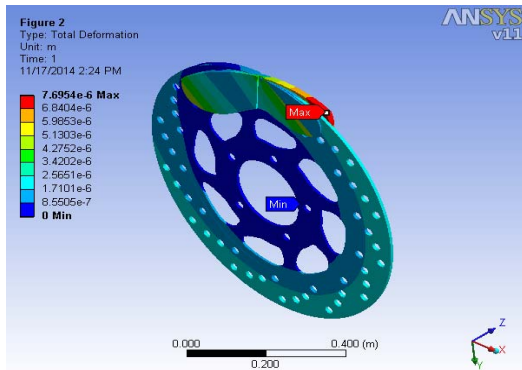 Figure 2
Type: Total Deformation
Unit: m
Time: 1
11/17/2014 2:24 PM
7.6954e-6 Max
6.8404e-6
5.9853e-6
5.1303e-6
4.2752e-6
3.4202e-6
2.5651e-6
1.7101e-6
8.5505e-7
0 Min
ANSYS
v11
Max
Min
0.000
0.400 (m)
0.200
Z
X
Y